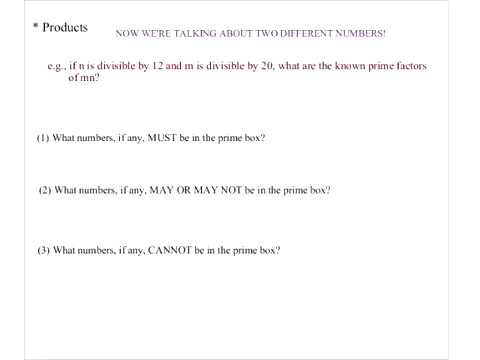 * Products
NOW WE'RE TALKING ABOUT TWO DIFFERENT NUMBERS!
e.g., if n is divisible by 12 and m is divisible by 20, what are the known prime factors
of mn?
(1) What numbers, if any, MUST be in the prime box?
(2) What numbers, if any, MAY OR MAY NOT be in the prime box?
(3) What numbers, if any, CANNOT be in the prime box?